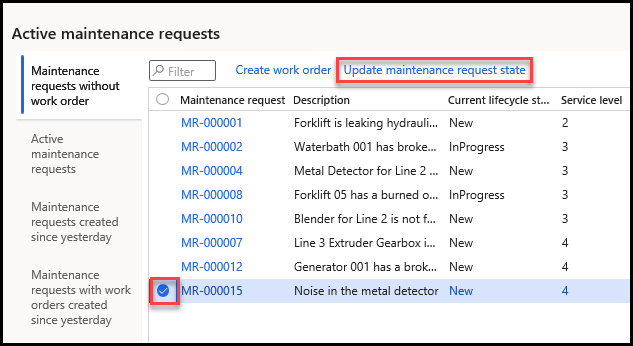 Active maintenance requests
Maintenance
requests without
work order
Active
maintenance
requests
Maintenance
requests created
since yesterday
Maintenance
requests with work
orders created
since yesterday
Filter Create work order Update maintenance request state
Maintenance request Description Current lifecycle st... Service level
MR-000001 Forklift is leaking hydrauli... New 2
MR-000002 Waterbath 001 has broke... InProgress 3
MR-000004 Metal Detector for Line 2 ... New 3
MR-000008 Forklift 05 has a burned o... InProgress 3
MR-000010 Blender for Line 2 is not f... New 3
MR-000007 Line 3 Extruder Gearbox i... New 4
MR-000012 Generator 001 has a brok... New 4
MR-000015 Noise in the metal detector New 4